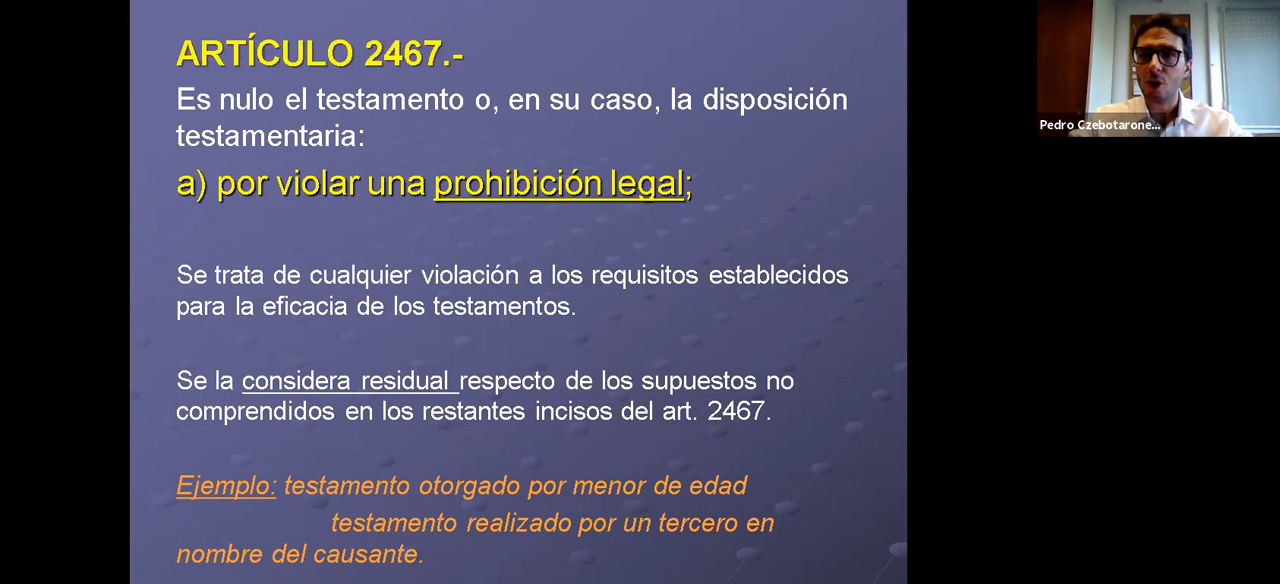 ARTÍCULO 2467.-
Es nulo el testamento o, en su caso, la disposición
testamentaria:
a) por violar una prohibición legal;
Se trata de cualquier violación a los requisitos establecidos
para la eficacia de los testamentos.
Se la considera residual respecto de los supuestos no
comprendidos en los restantes incisos del art. 2467.
Ejemplo: testamento otorgado por menor de edad
testamento realizado por un tercero en
nombre del causante.
Pedro Czebotarone...